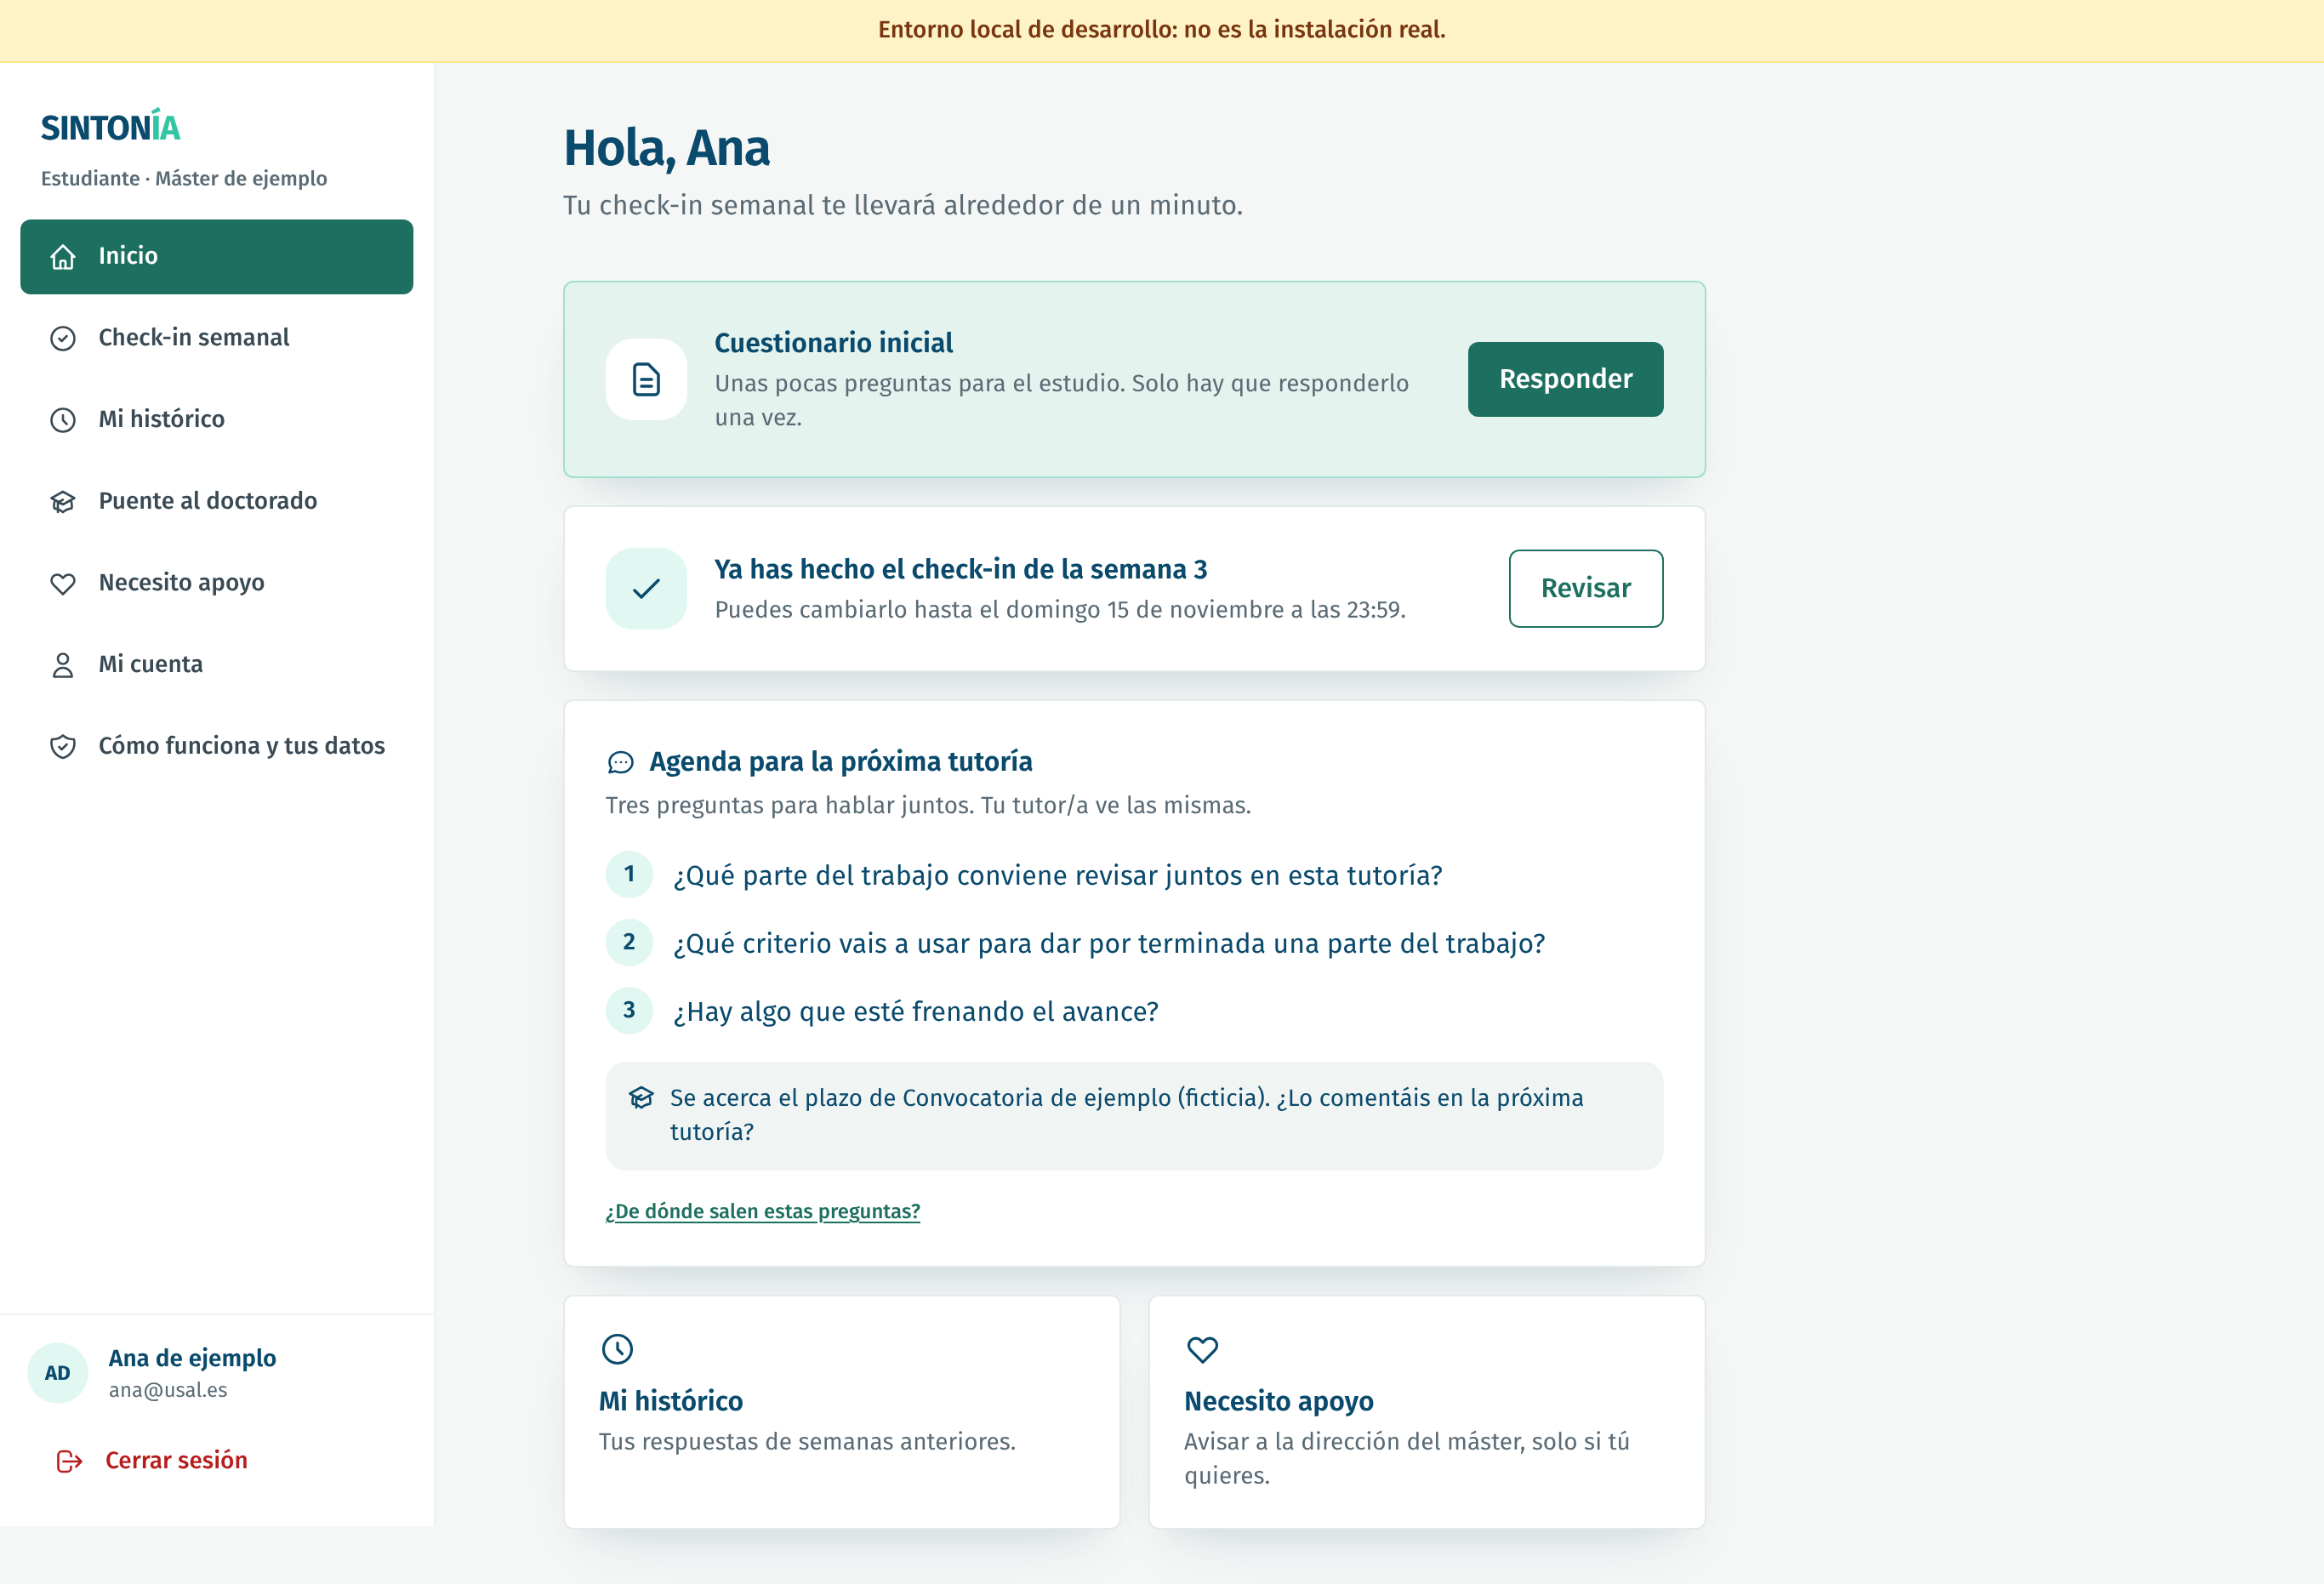 Entorno local de desarrollo: no es la instalación real.
SINTONÍA
Estudiante · Máster de ejemplo
Inicio
Check-in semanal
Mi histórico
Puente al doctorado
Necesito apoyo
Mi cuenta
Cómo funciona y tus datos
Ana de ejemplo
AD
ana@usal.es
Cerrar sesión
Hola, Ana
Tu check-in semanal te llevará alrededor de un minuto.
Cuestionario inicial
Unas pocas preguntas para el estudio. Solo hay que responderlo
una vez.
Responder
Ya has hecho el check-in de la semana 3
Puedes cambiarlo hasta el domingo 15 de noviembre a las 23:59.
Revisar
Agenda para la próxima tutoría
Tres preguntas para hablar juntos. Tu tutor/a ve las mismas.
1 ¿Qué parte del trabajo conviene revisar juntos en esta tutoría?
2 ¿Qué criterio vais a usar para dar por terminada una parte del trabajo?
3 ¿Hay algo que esté frenando el avance?
Se acerca el plazo de Convocatoria de ejemplo (ficticia). ¿Lo comentáis en la próxima
tutoría?
¿De dónde salen estas preguntas?
Mi histórico
Tus respuestas de semanas anteriores.
Necesito apoyo
Avisar a la dirección del máster, solo si tú
quieres.